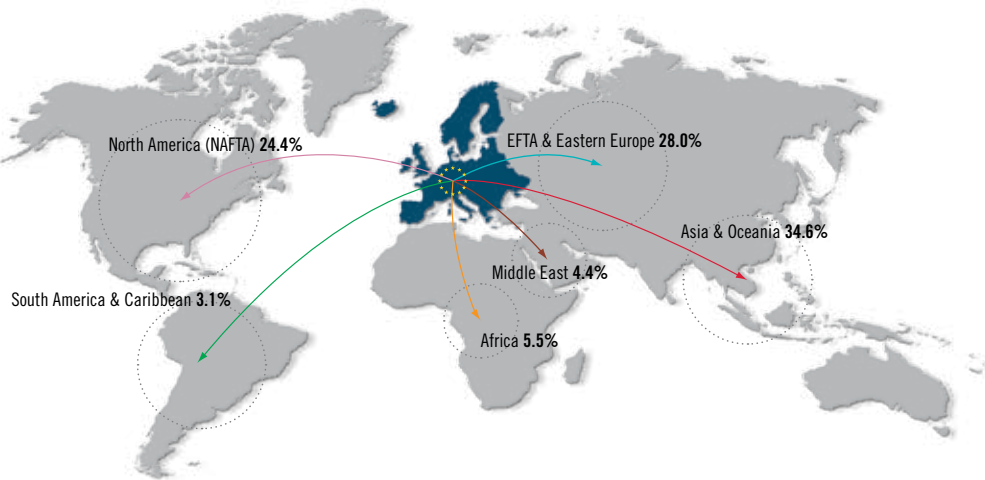 North America (NAFTA) 24.4%
EFTA & Eastern Europe 28.0%
Asia & Oceania 34.6%
Middle East 4.4%
South America & Caribbean 3.1%
Africa 5.5%